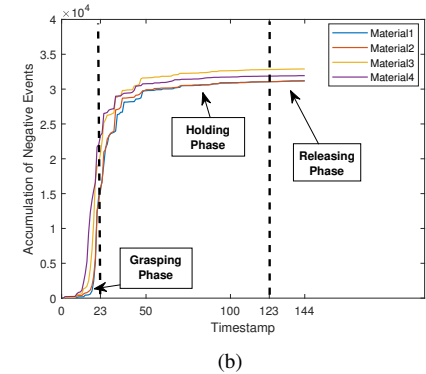 ×10⁴
Accumulation of Negative Events
4
3.5
3
2.5
2
1.5
1
0.5
0
Material1
Material2
Material3
Material4
Holding
Phase
Releasing
Phase
Grasping
Phase
0 23 50 100 123 144
Timestamp
(b)